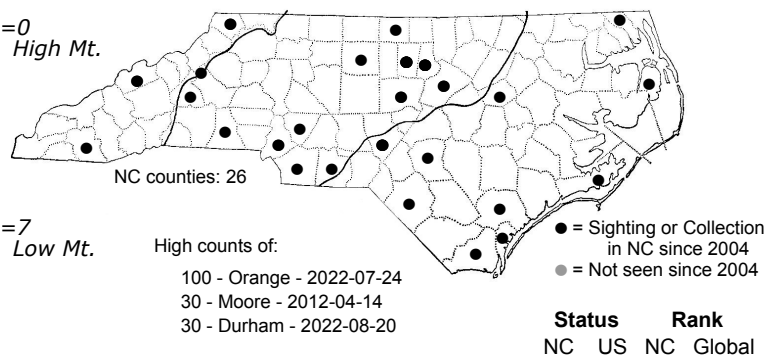 =0
High Mt.
NC counties: 26
=7
Low Mt.
High counts of:
100 - Orange - 2022-07-24
30 - Moore - 2012-04-14
30 - Durham - 2022-08-20
= Sighting or Collection
in NC since 2004
= Not seen since 2004
Status Rank
NC US NC Global